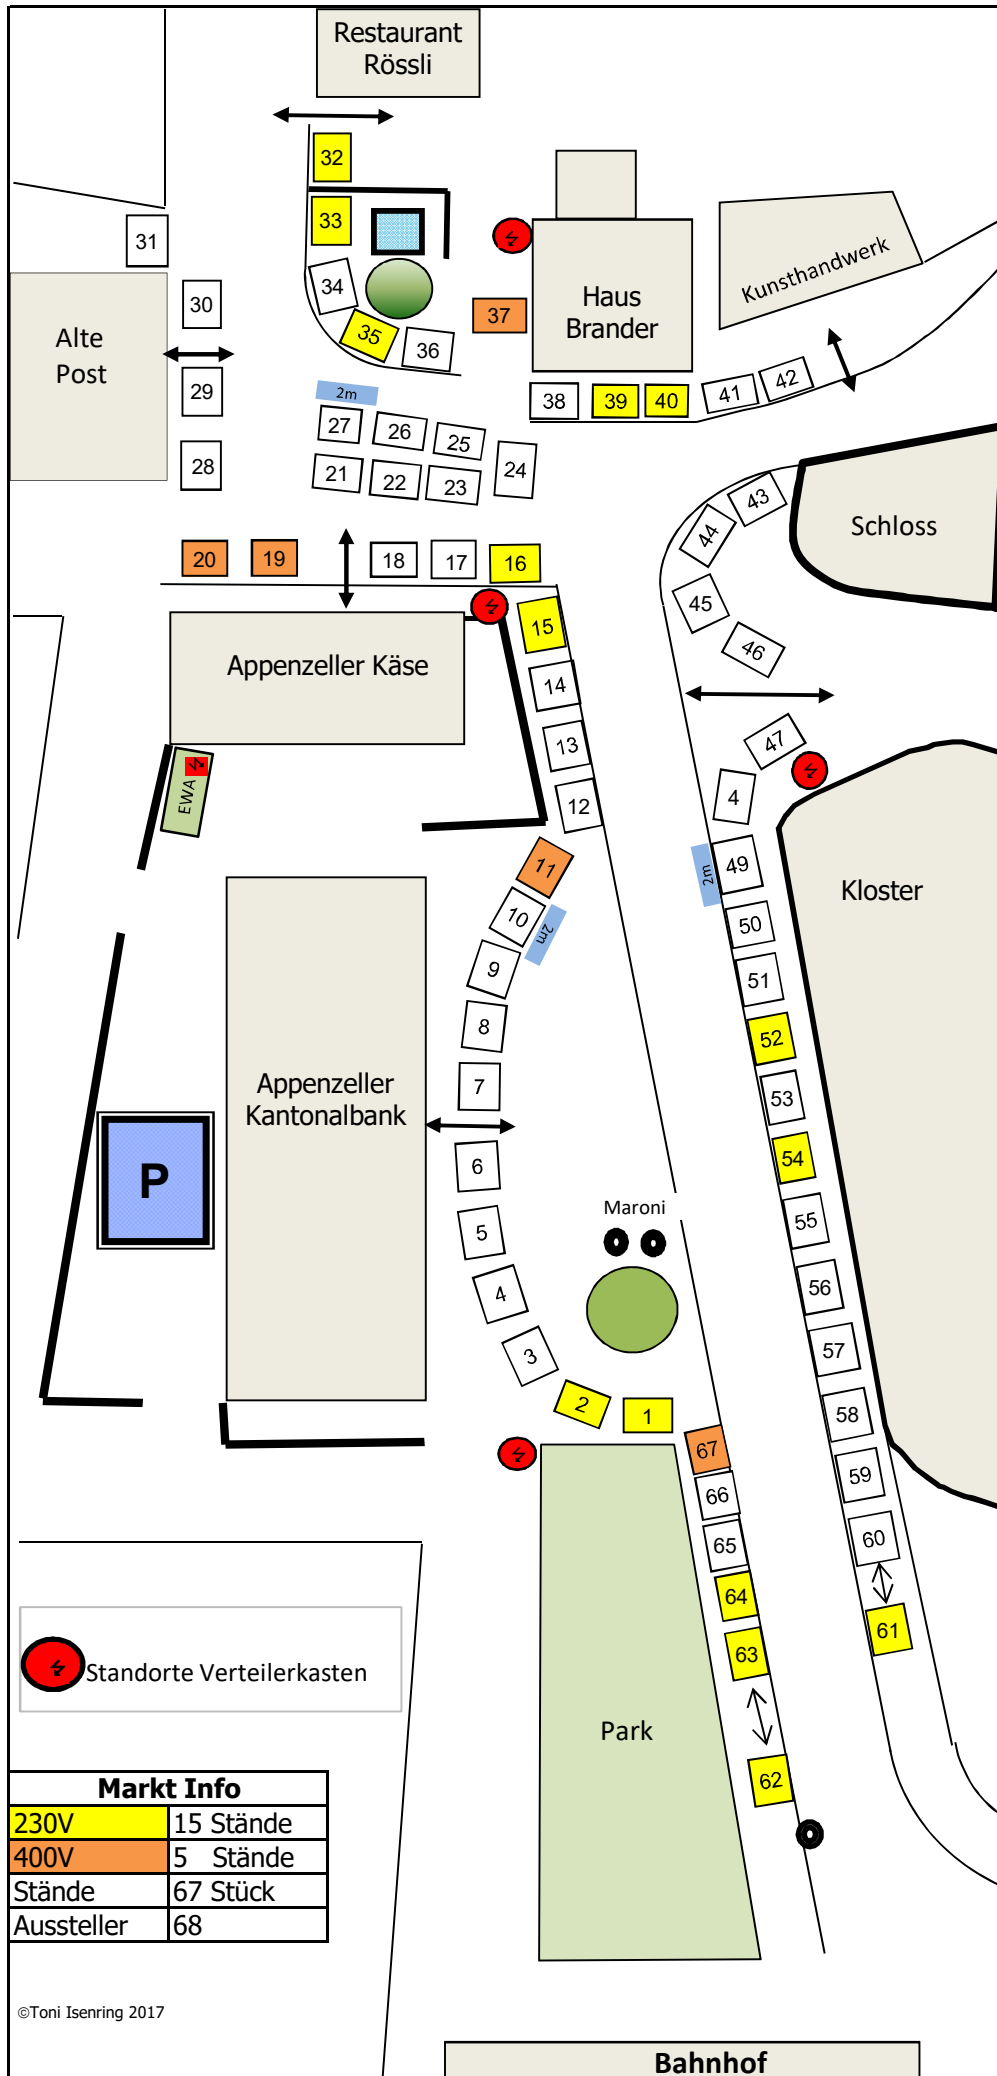 Restaurant
Rössli
32
33
31
34
30
35
36
37
Haus
Brander
Kunsthandwerk
Alte
Post
29
28
2m
27
26
25
24
21
22
23
38
39
40
41
42
43
44
45
46
Schloss
20
19
18
17
16
15
14
13
12
Appenzeller Käse
EWA
47
4
49
2m
50
51
52
53
54
55
56
57
58
59
60
61
Kloster
11
10
2m
9
8
7
6
5
4
3
2
1
Appenzeller
Kantonalbank
P
Maroni
67
66
65
64
63
62
Park
Standorte Verteilerkasten
Markt Info
230V 15 Stände
400V 5 Stände
Stände 67 Stück
Aussteller 68
©Toni Isenring 2017
Bahnhof